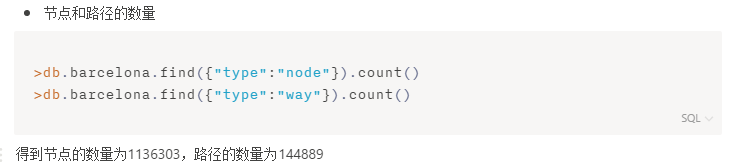 节点和路径的数量
>db.barcelona.find({"type":"node"}).count()
>db.barcelona.find({"type":"way"}).count()
SQL
得到节点的数量为1136303，路径的数量为144889